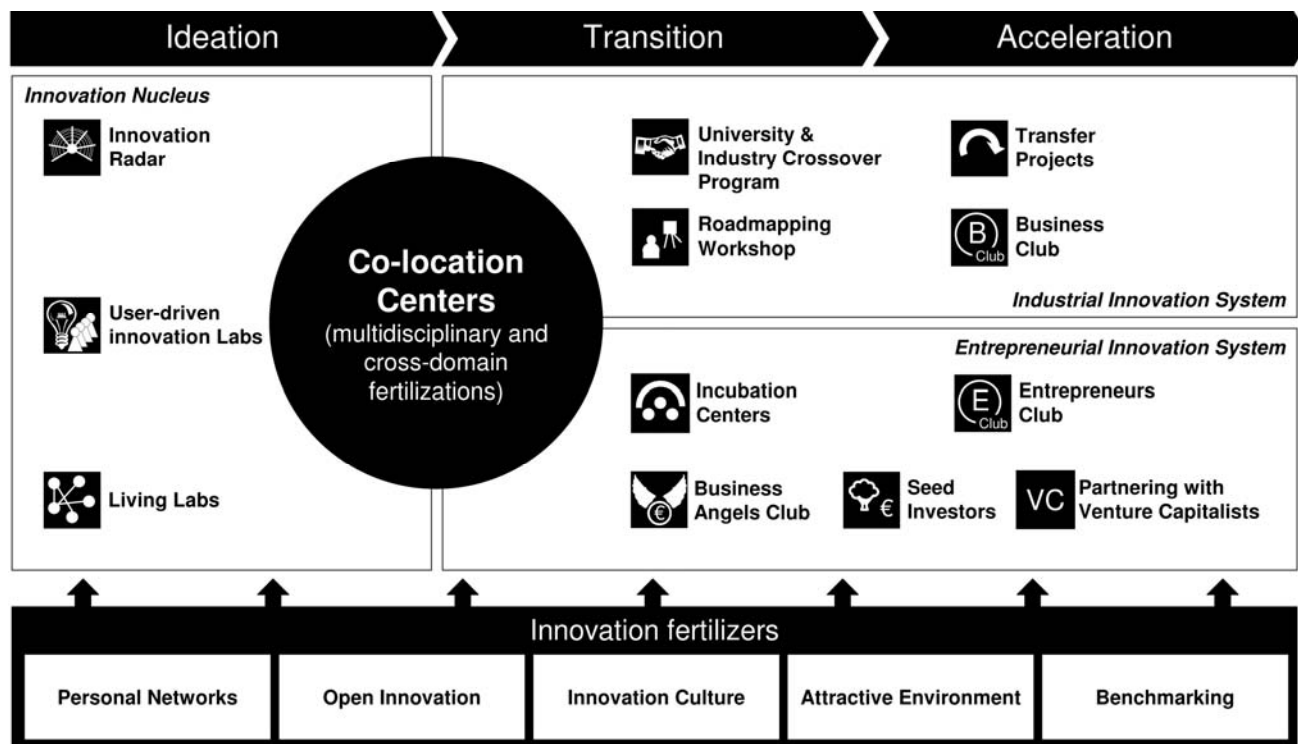 Ideation
Transition
Acceleration
Innovation Nucleus
Innovation
Radar
User-driven
innovation Labs
Living Labs
Co-location
Centers
(multidisciplinary and
cross-domain
fertilizations)
University &
Industry Crossover
Program
Transfer
Projects
Roadmapping
Workshop
B
Club
Business
Club
Industrial Innovation System
Entrepreneurial Innovation System
Incubation
Centers
E
Club
Entrepreneurs
Club
€
Business
Angels Club
€
Seed
Investors
VC
Partnering with
Venture Capitalists
Innovation fertilizers
Personal Networks
Open Innovation
Innovation Culture
Attractive Environment
Benchmarking